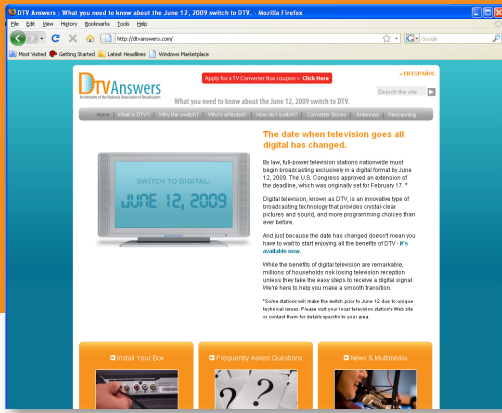 DTV Answers : What you need to know about the June 12, 2009 switch to DTV. - Mozilla Firefox
File Edit View History Bookmarks Tools Help
http://dtvanswers.com/
Google
Most Visited Getting Started Latest Headlines Windows Marketplace
DTVAnswers
An Initiative of the National Association of Broadcasters
Apply for a TV Converter Box coupon » Click Here
» EN ESPAÑOL
Search the site
What you need to know about the June 12, 2009 switch to DTV.
Home What is DTV? Why the switch? Who's affected? How do I switch? Converter Boxes Antennas Rescanning
SWITCH TO DIGITAL:
JUNE 12, 2009
The date when television goes all
digital has changed.
By law, full-power television stations nationwide must
begin broadcasting exclusively in a digital format by June
12, 2009. The U.S. Congress approved an extension of
the deadline, which was originally set for February 17. *
Digital television, known as DTV, is an innovative type of
broadcasting technology that provides crystal-clear
pictures and sound, and more programming choices than
ever before.
And just because the date has changed doesn't mean you
have to wait to start enjoying all the benefits of DTV - it's
available now.
While the benefits of digital television are remarkable,
millions of households risk losing television reception
unless they take the easy steps to receive a digital signal.
We're here to help you make a smooth transition.
*Some stations will make the switch prior to June 12 due to unique
technical issues. Please visit your local television station's Web site
or contact them for details specific to your area.
Install Your Box
Frequently Asked Questions
News & Multimedia
? ?